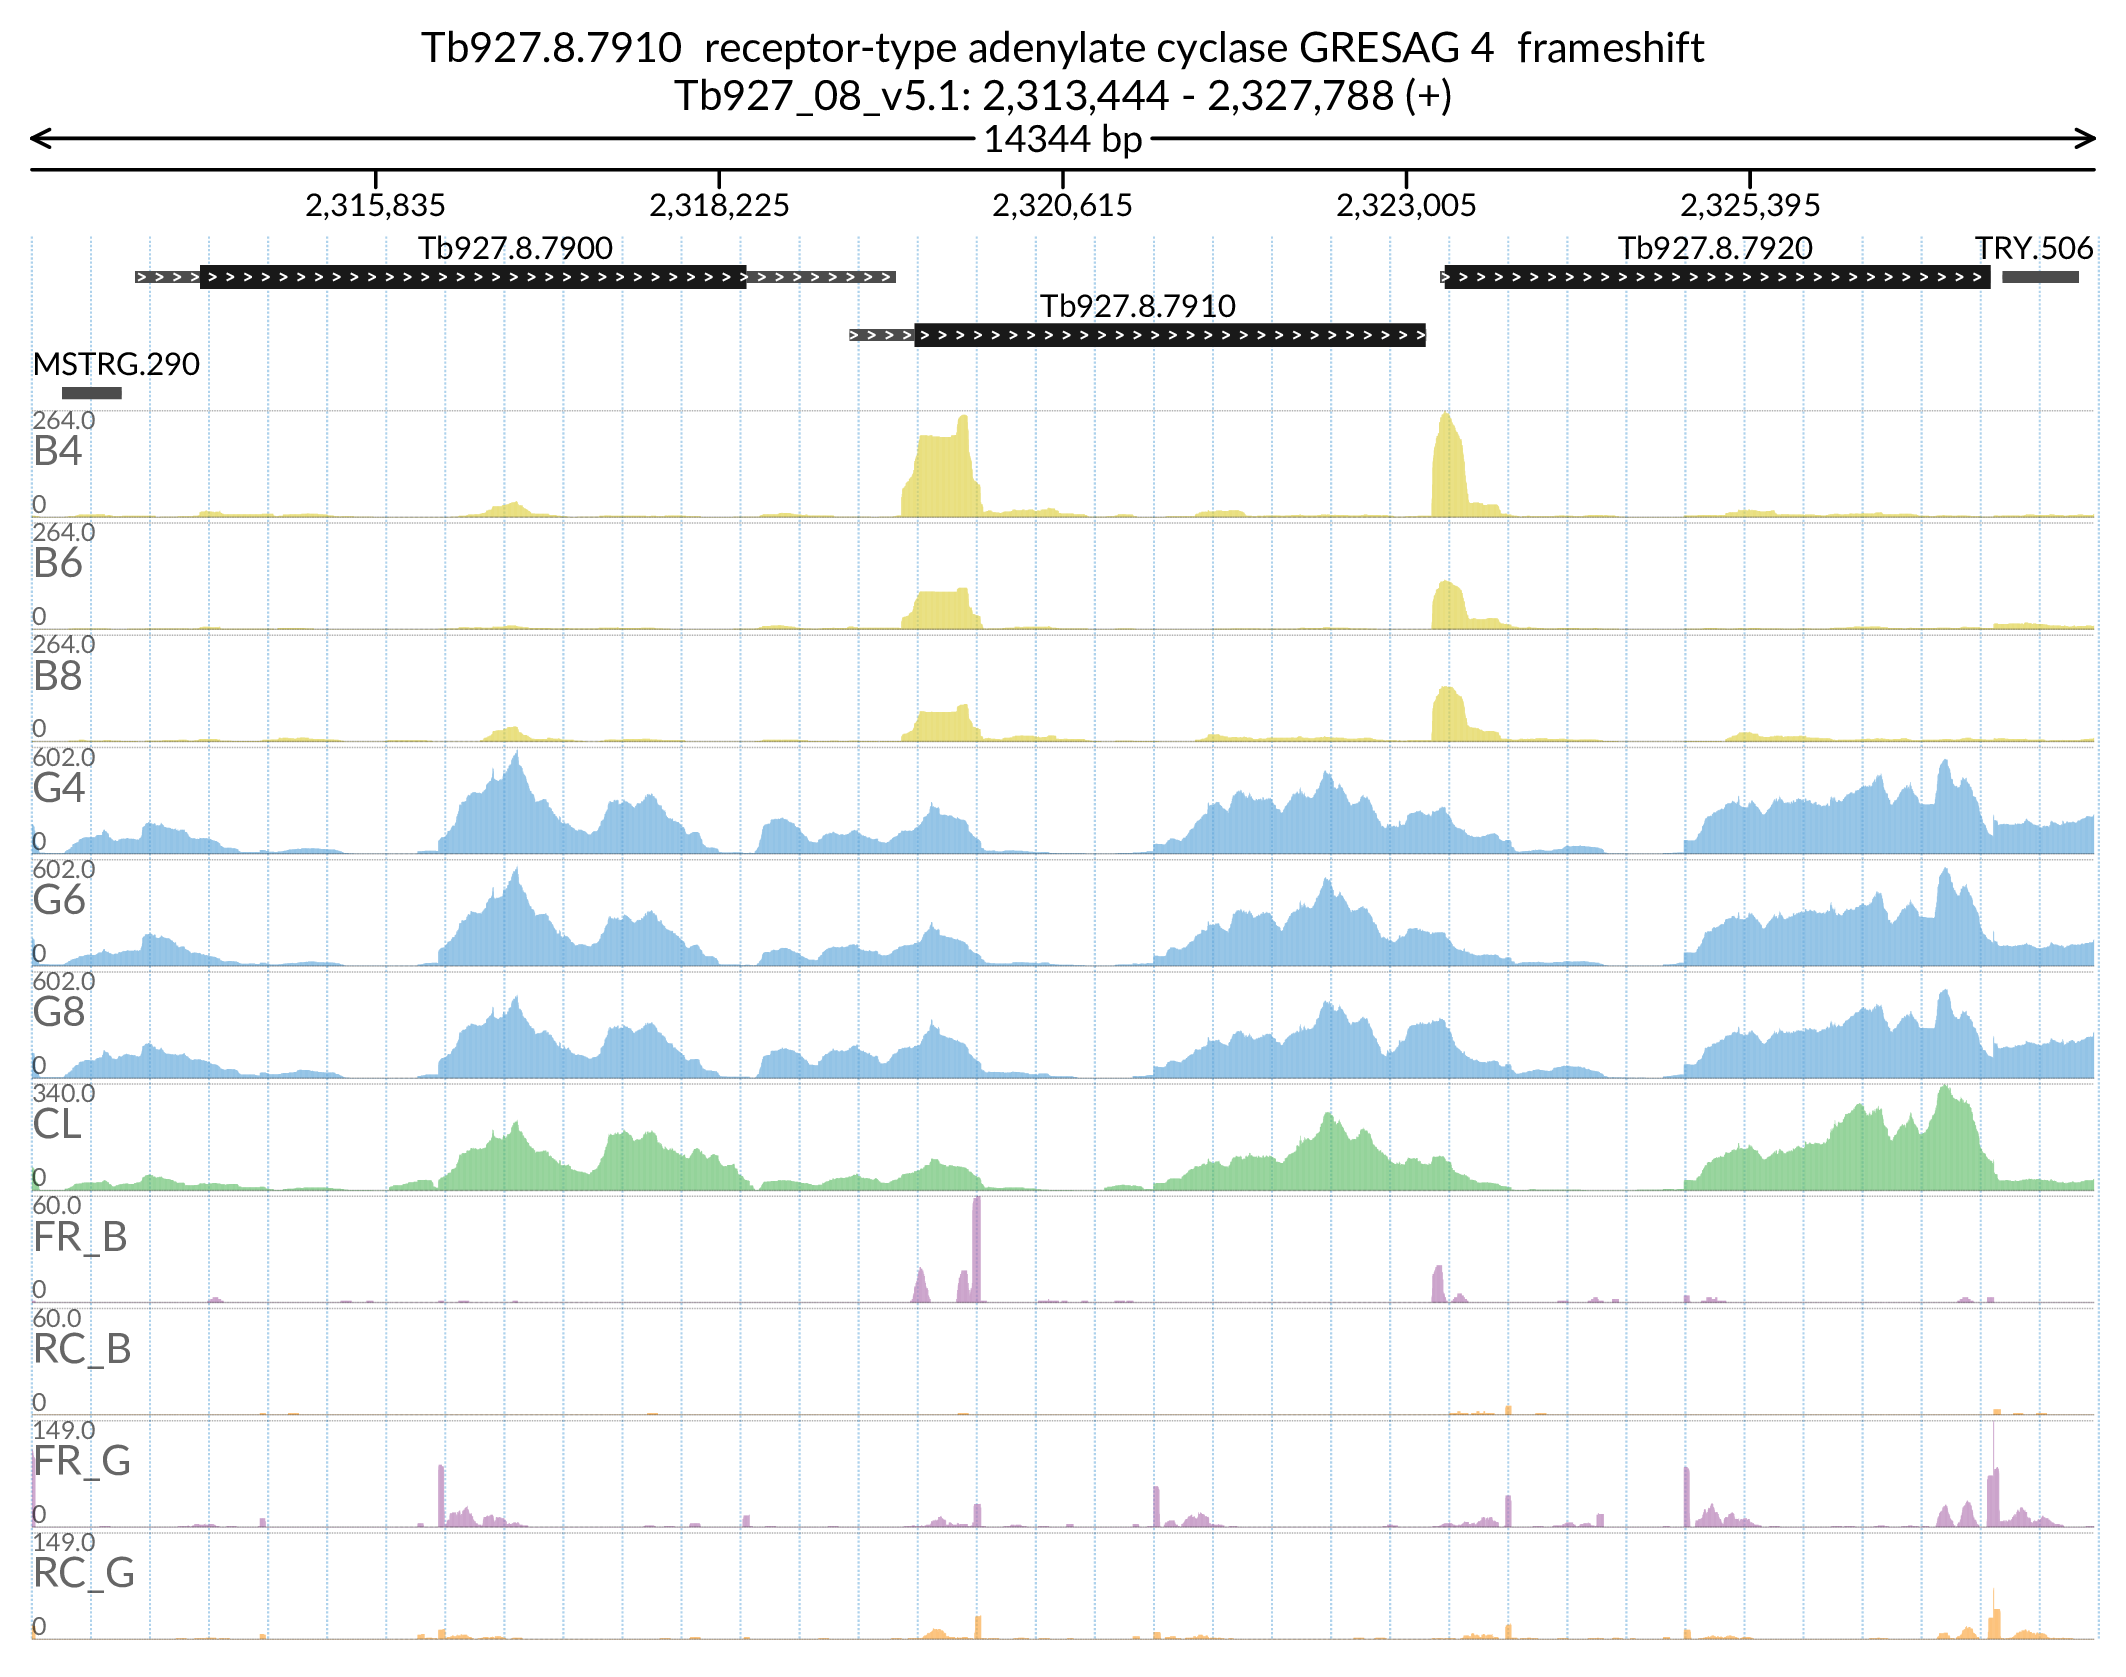 Tb927.8.7910 receptor-type adenylate cyclase GRESAG 4 frameshift
Tb927_08_v5.1: 2,313,444 - 2,327,788 (+)
14344 bp
2,315,835 2,318,225 2,320,615 2,323,005 2,325,395
Tb927.8.7900 Tb927.8.7920 TRY.506
Tb927.8.7910
MSTRG.290
264.0
B4
0
264.0
B6
0
264.0
B8
0
602.0
G4
0
602.0
G6
0
602.0
G8
0
340.0
CL
0
60.0
FR_B
0
60.0
RC_B
0
149.0
FR_G
0
149.0
RC_G
0